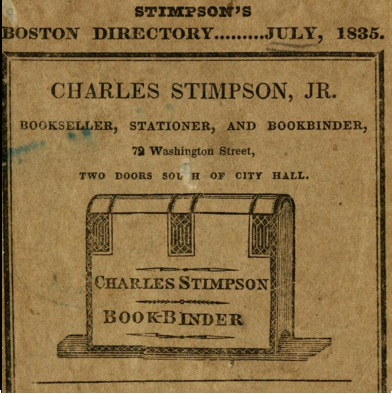 STIMPSON'S
BOSTON DIRECTORY.........JULY, 1835.
CHARLES STIMPSON, JR.
BOOKSELLER, STATIONER, AND BOOKBINDER,
72 Washington Street,
TWO DOORS SOU H OF CITY HALL.
CHARLES STIMPSON
BOOK-BINDER